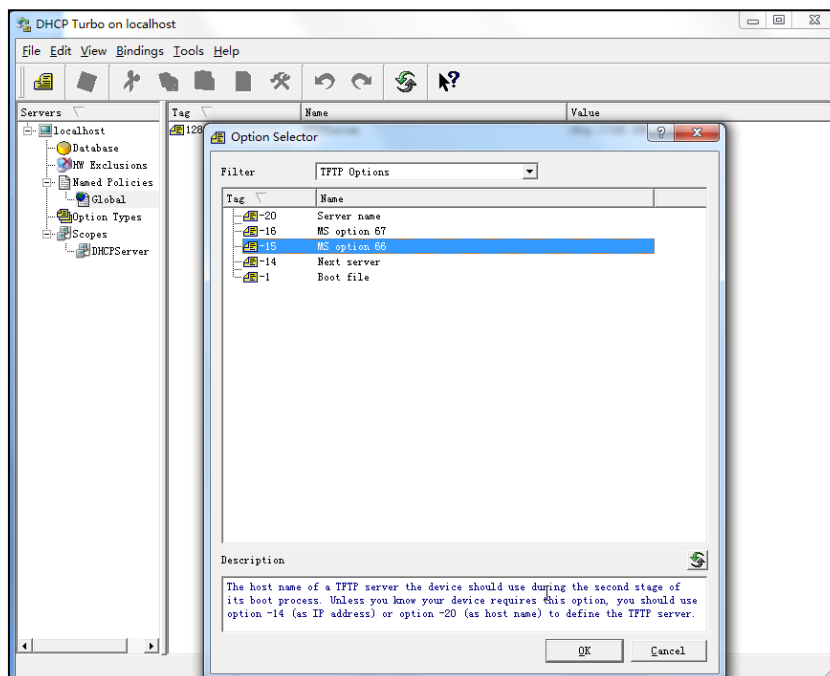 DHCP Turbo on localhost
File Edit View Bindings Tools Help
Servers Tag Name Value
localhost
128
Database
HW Exclusions
Named Policies
Global
Option Types
Scopes
DHCPServer
Option Selector
Filter TFTP Options
Tag Name
-20 Server name
-16 MS option 67
-15 MS option 66
-14 Next server
-1 Boot file
Description
The host name of a TFTP server the device should use during the second stage of
its boot process. Unless you know your device requires this option, you should use
option -14 (as IP address) or option -20 (as host name) to define the TFTP server.
OK Cancel